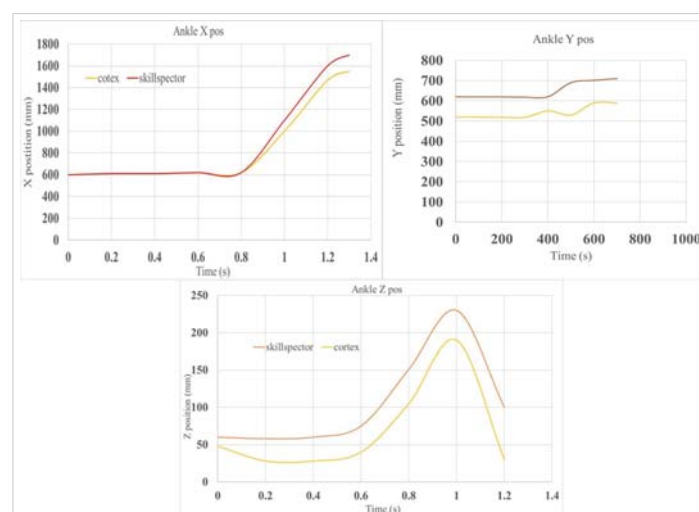 Ankle X pos
1800
1600
1400
1200
1000
800
600
400
200
0
cotex
skillspector
X postition (mm)
0 0.2 0.4 0.6 0.8 1 1.2 1.4
Time (s)
Ankle Y pos
800
700
600
500
400
300
200
100
0
Y position (mm)
0 200 400 600 800 1000
Time (s)
Ankle Z pos
250
200
150
100
50
0
skillspector
cortex
Z position (mm)
0 0.2 0.4 0.6 0.8 1 1.2 1.4
Time (s)